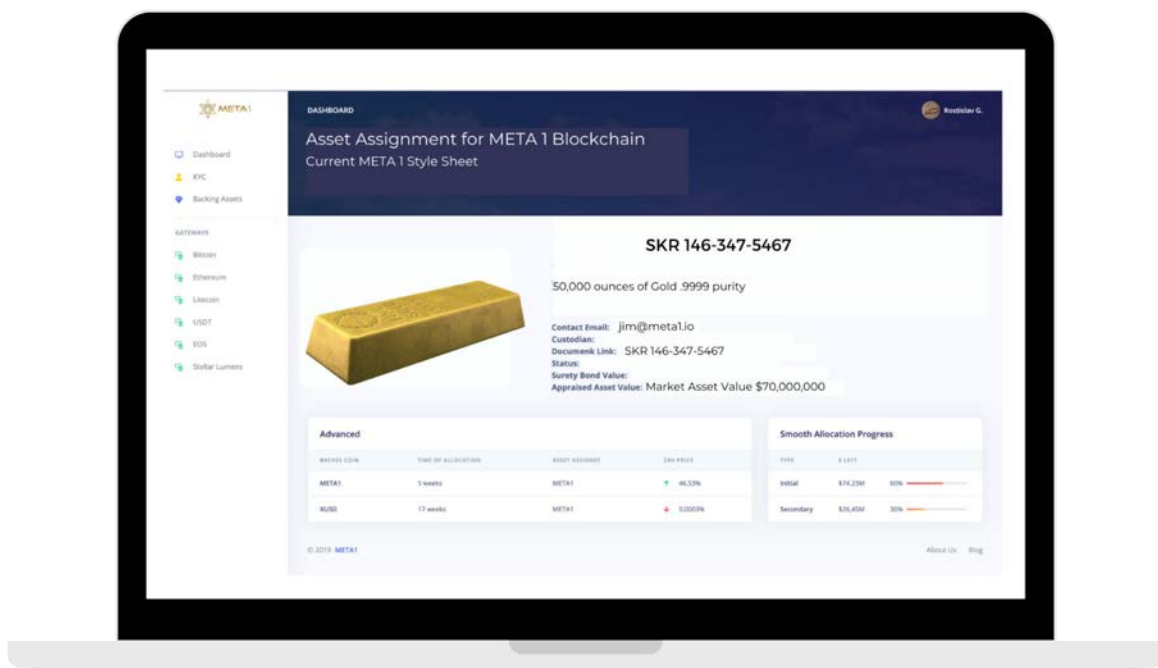 META1
DASHBOARD
Rostislav G.
Asset Assignment for META 1 Blockchain
Current META 1 Style Sheet
Dashboard
KYC
Backing Assets
GATEWAYS
Bitcoin
Ethereum
Litecoin
USDT
EOS
Stellar Lumens
SKR 146-347-5467
50,000 ounces of Gold .9999 purity
Contact Email: jim@meta1.io
Custodian:
Documenk Link: SKR 146-347-5467
Status:
Surety Bond Value:
Appraised Asset Value: Market Asset Value $70,000,000
Advanced
BACKED COIN TIME OF ALLOCATION ASSET ASSIGNEE 24H PRICE
META1 5 weeks META1 46,53%
XUSD 17 weeks META1 0,0003%
Smooth Allocation Progress
TYPE $ LEFT
Initial $74,23M 60%
Secondary $26,45M 30%
© 2019 META1
About Us Blog